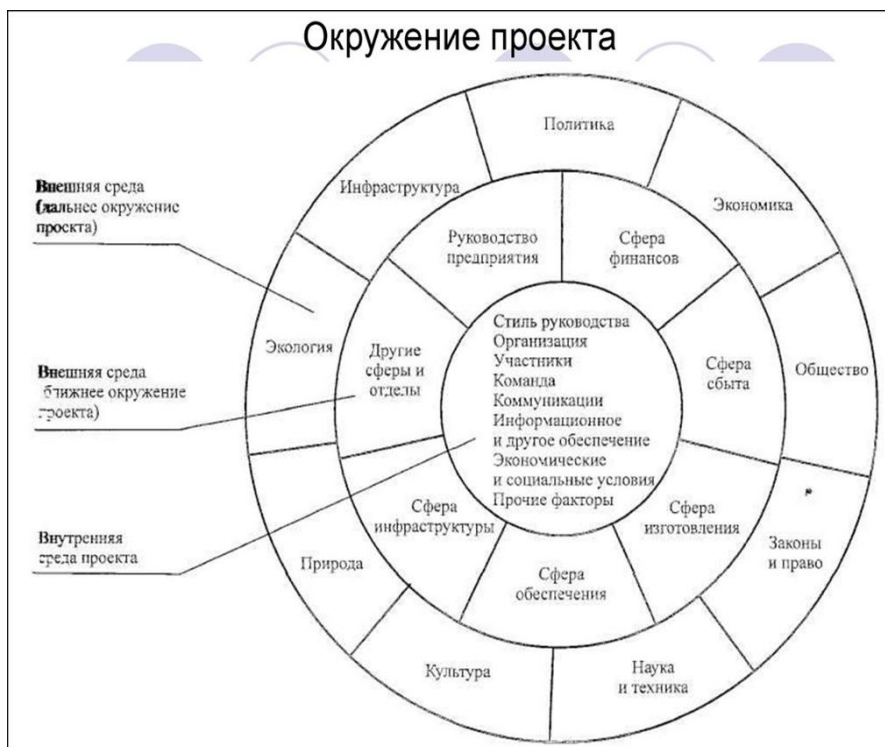 Окружение проекта
Внешняя среда
(дальнее окружение
проекта)
Внешняя среда
ближнее окружение
проекта)
Внутренняя
среда проекта
Политика
Экономика
Общество
Законы
и право
Наука
и техника
Культура
Природа
Экология
Инфраструктура
Руководство
предприятия
Сфера
финансов
Сфера
сбыта
Сфера
изготовления
Сфера
обеспечения
Сфера
инфраструктуры
Другие
сферы и
отделы
Стиль руководства
Организация
Участники
Команда
Коммуникации
Информационное
и другое обеспечение
Экономические
и социальные условия
Прочие факторы